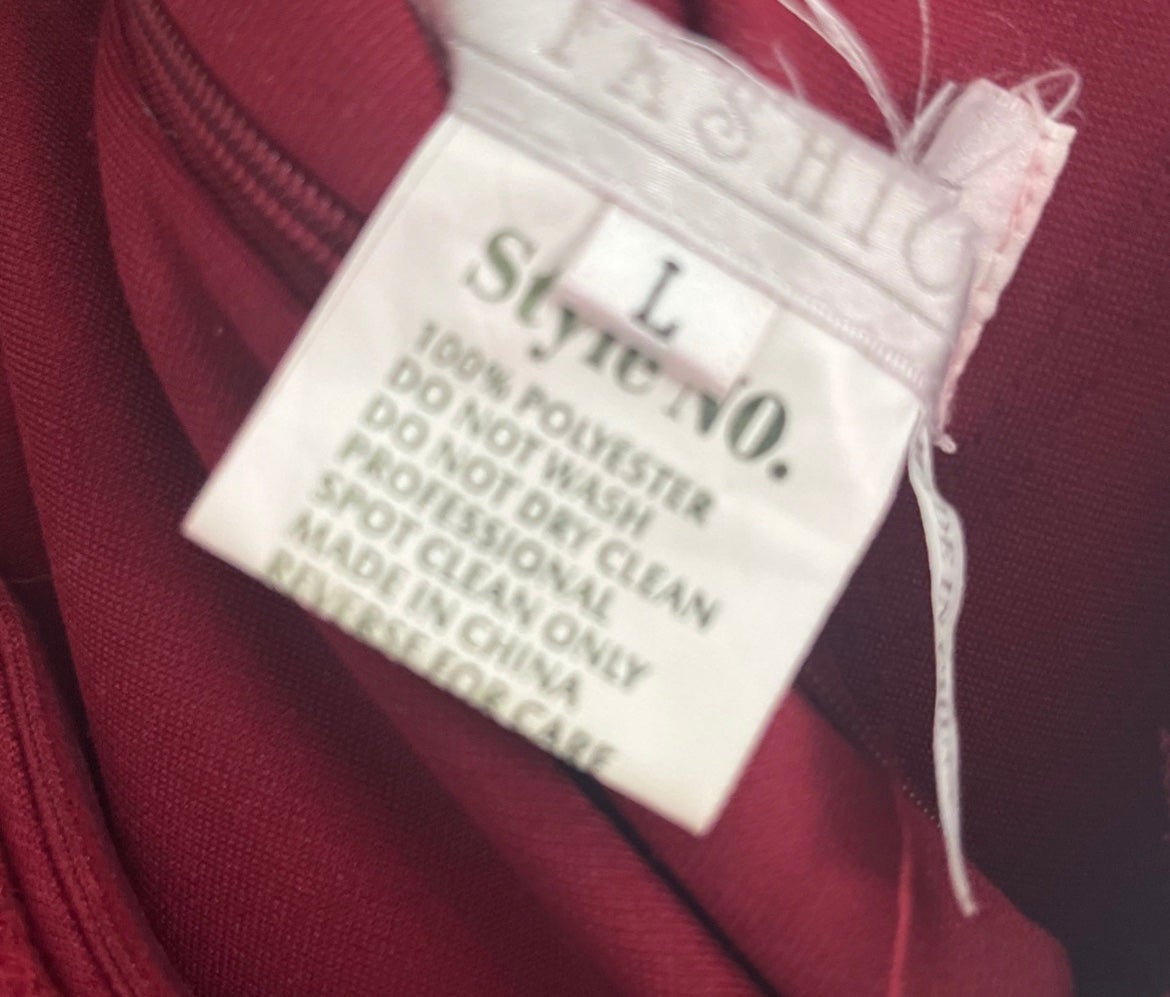 FASHIO
L
Style NO.
100% POLYESTER
DO NOT WASH
DO NOT DRY CLEAN
PROFESSIONAL
SPOT CLEAN ONLY
MADE IN CHINA
REVERSE FOR CARE